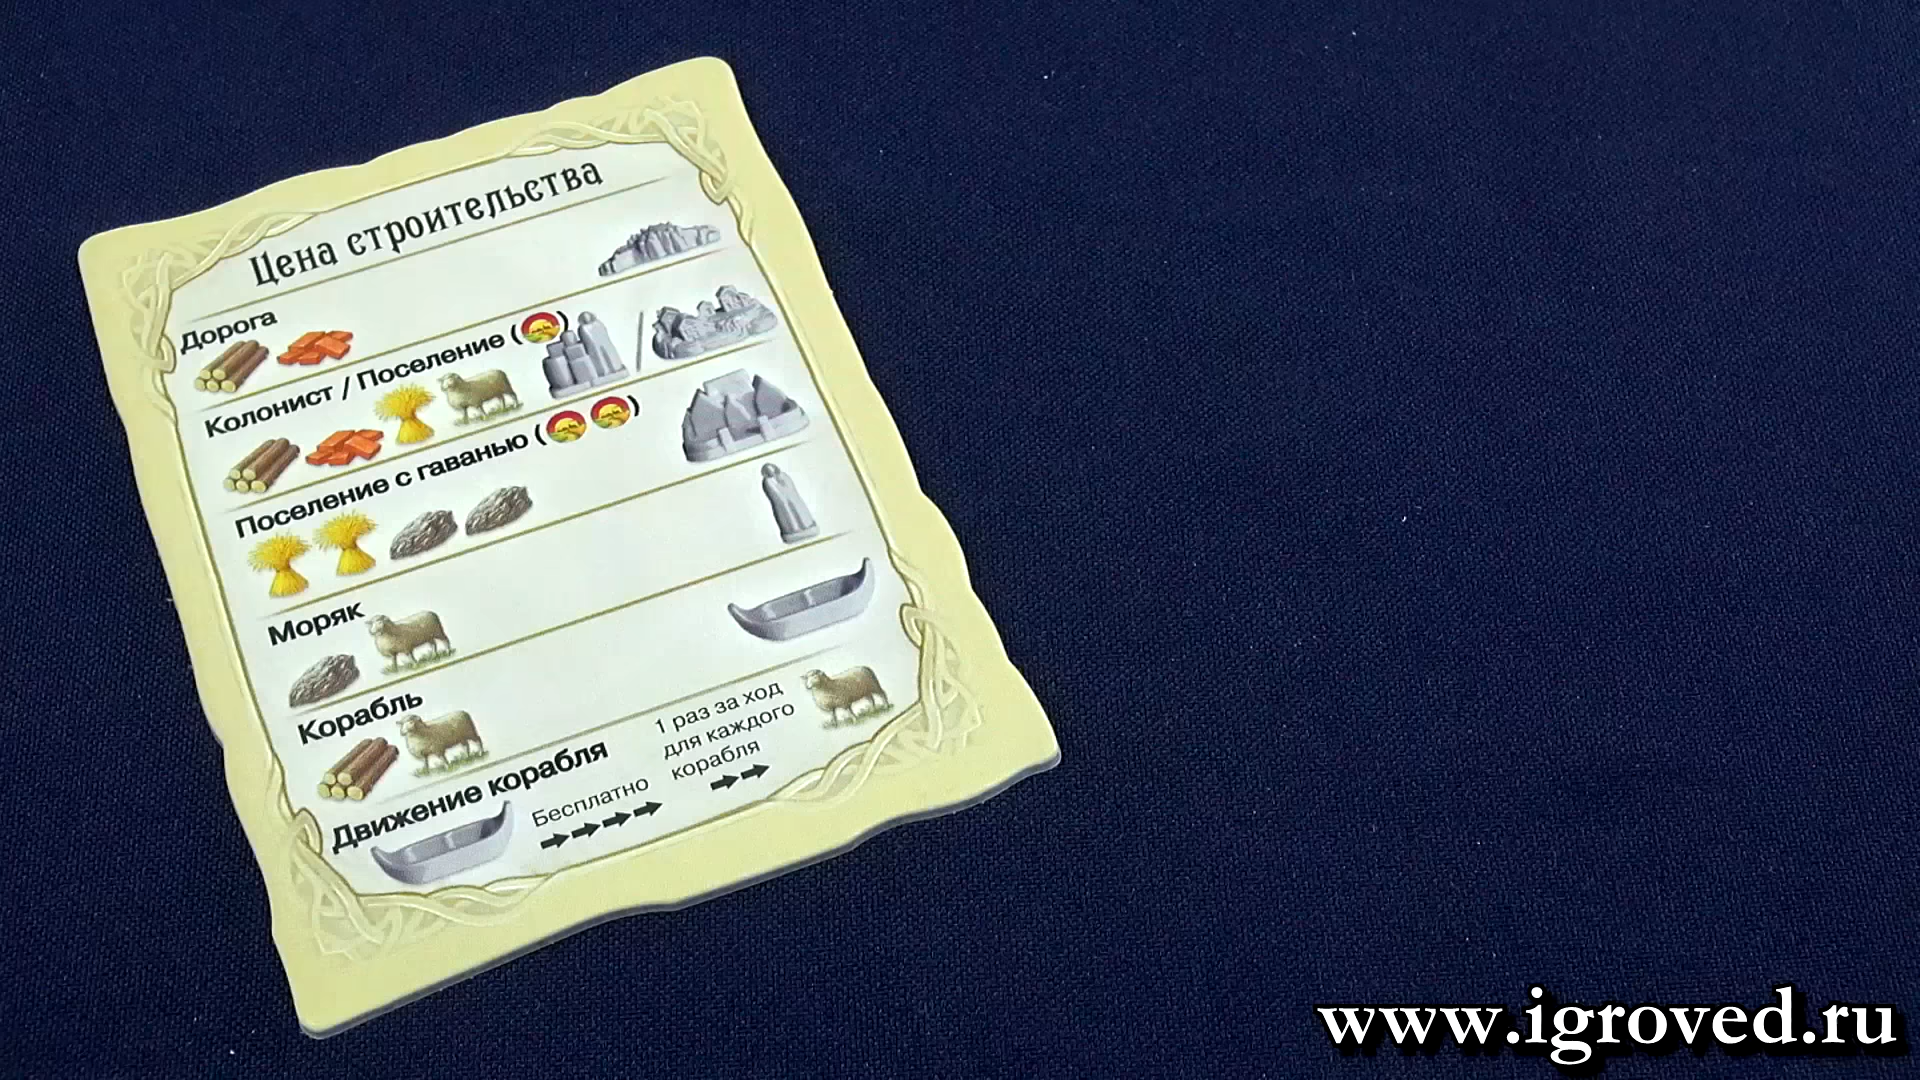 Цена строительства
Дорога
Колонист / Поселение ( )
Поселение с гаванью ( )
Моряк
Корабль
Движение корабля
Бесплатно
1 раз за ход
для каждого
корабля
www.igroved.ru